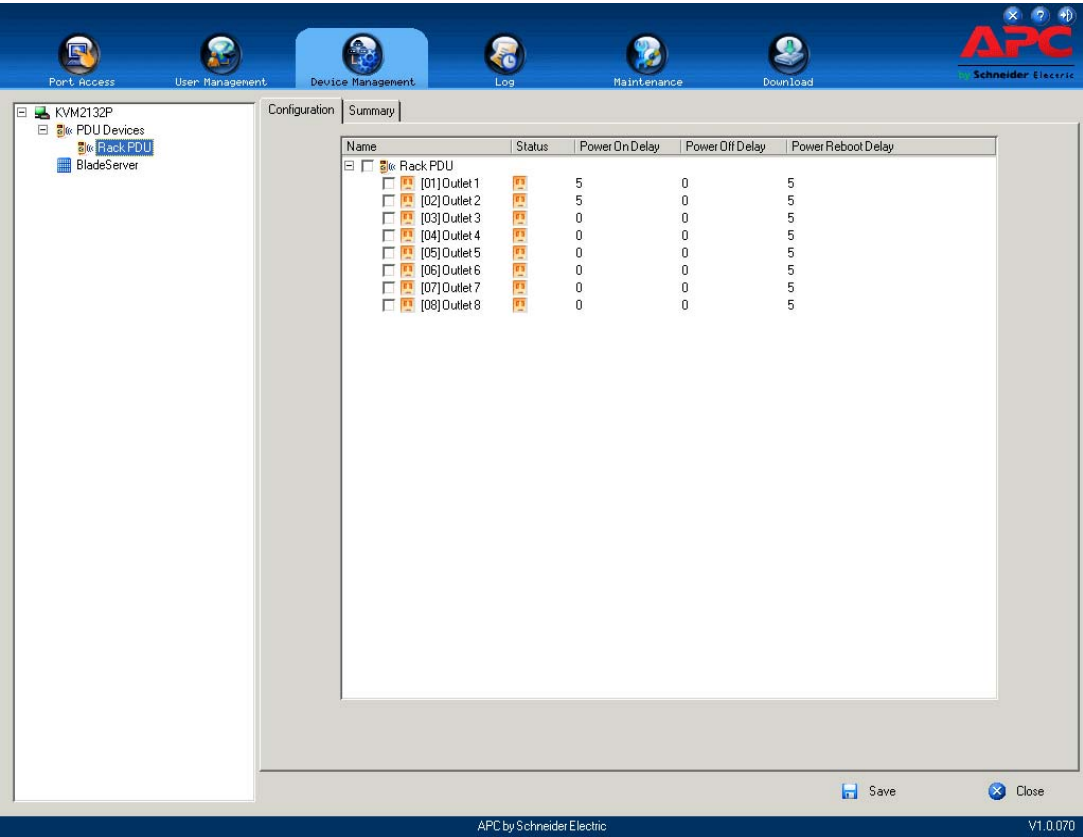 APC
by Schneider Electric
Port Access User Management Device Management Log Maintenance Download
KVM2132P
PDU Devices
Rack PDU
BladeServer
Configuration Summary
Name Status Power On Delay Power Off Delay Power Reboot Delay
Rack PDU
[01] Outlet 1 5 0 5
[02] Outlet 2 5 0 5
[03] Outlet 3 0 0 5
[04] Outlet 4 0 0 5
[05] Outlet 5 0 0 5
[06] Outlet 6 0 0 5
[07] Outlet 7 0 0 5
[08] Outlet 8 0 0 5
Save Close
APC by Schneider Electric V1.0.070